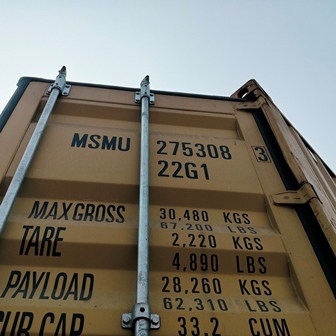 MSMU 275308 3
22G1
MAX GROSS 30,480 KGS
67,200 LBS
TARE 2,220 KGS
4,890 LBS
PAYLOAD 28,260 KGS
62,310 LBS
CUB.CAP. 33.2 CUM